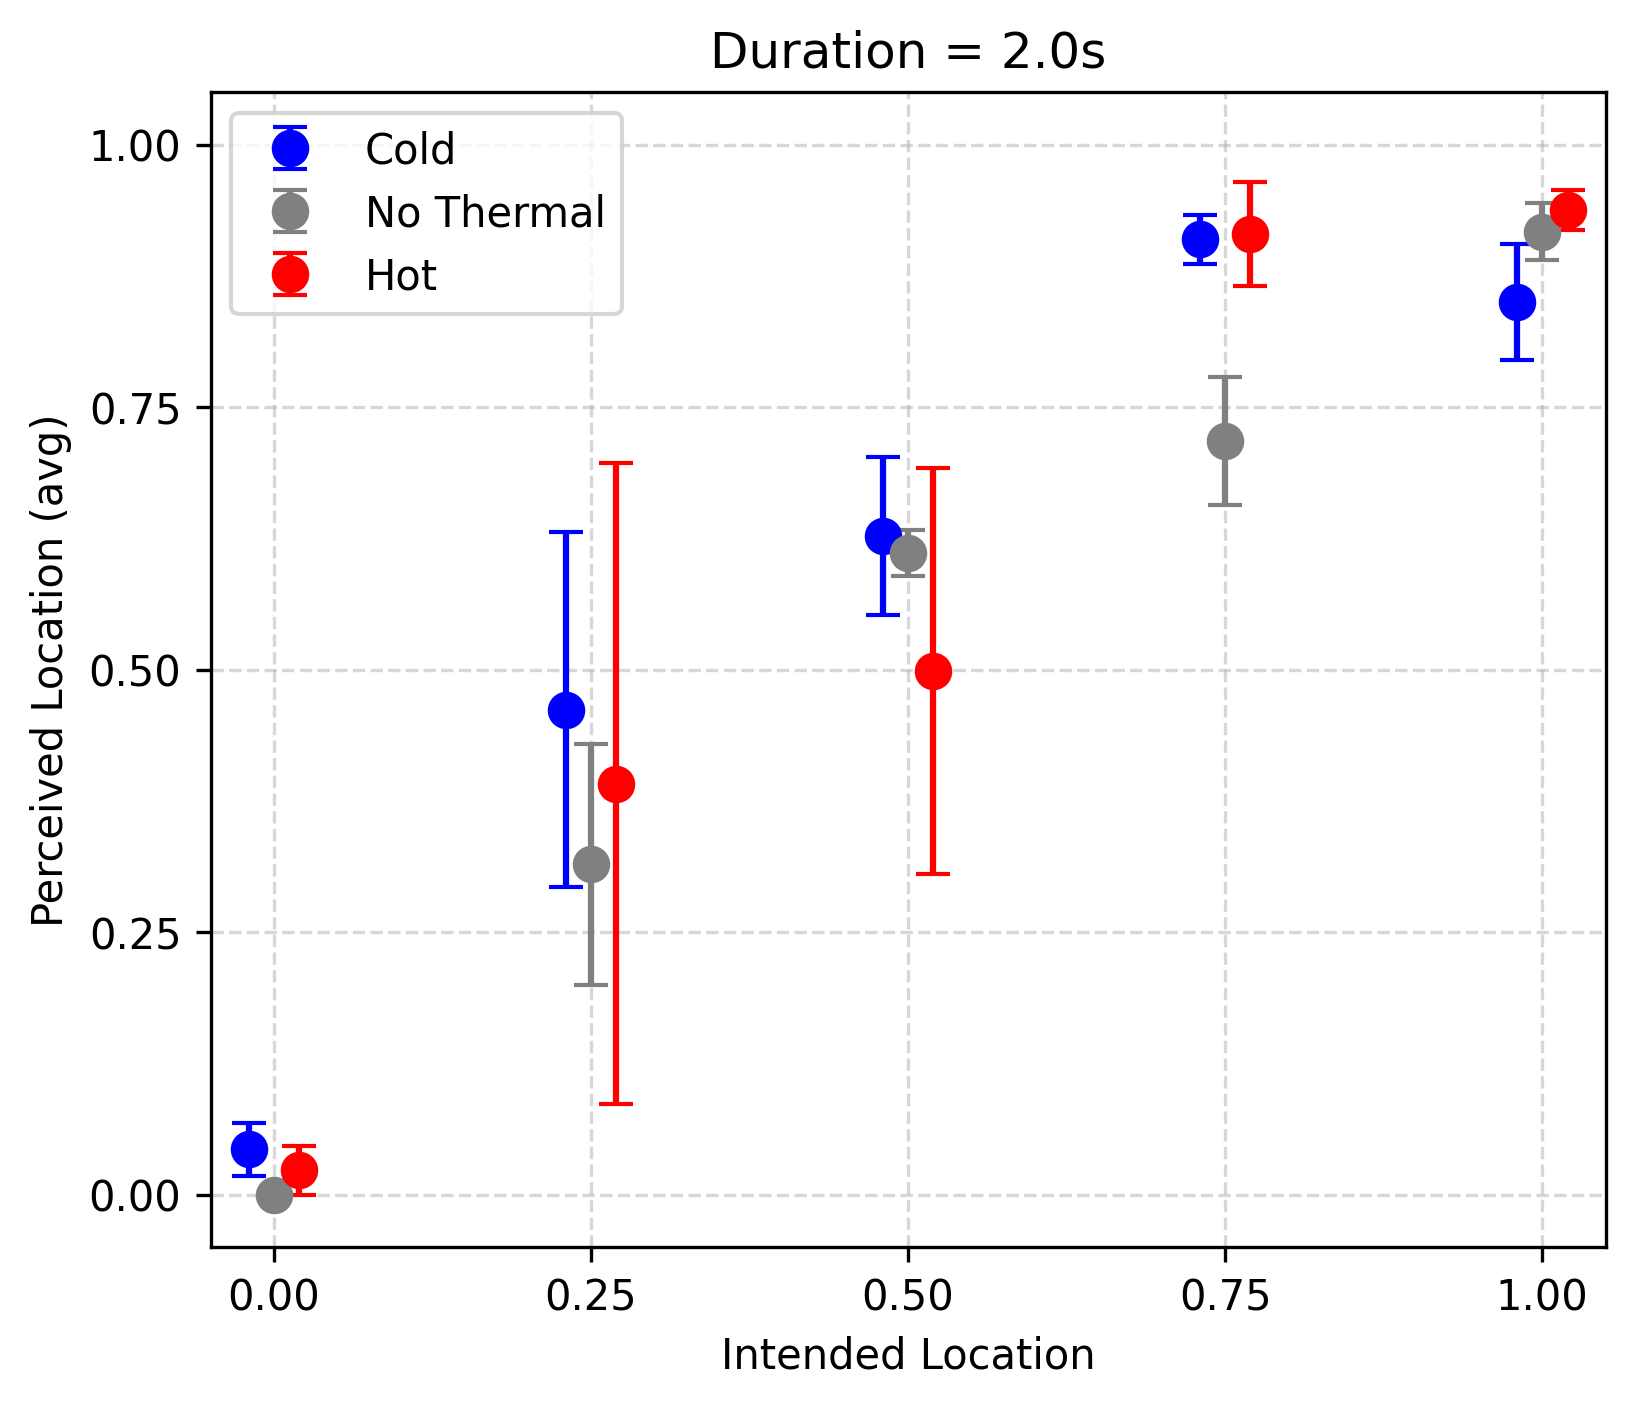 Duration = 2.0s
Cold
No Thermal
Hot
1.00
0.75
0.50
0.25
0.00
Perceived Location (avg)
0.00 0.25 0.50 0.75 1.00
Intended Location